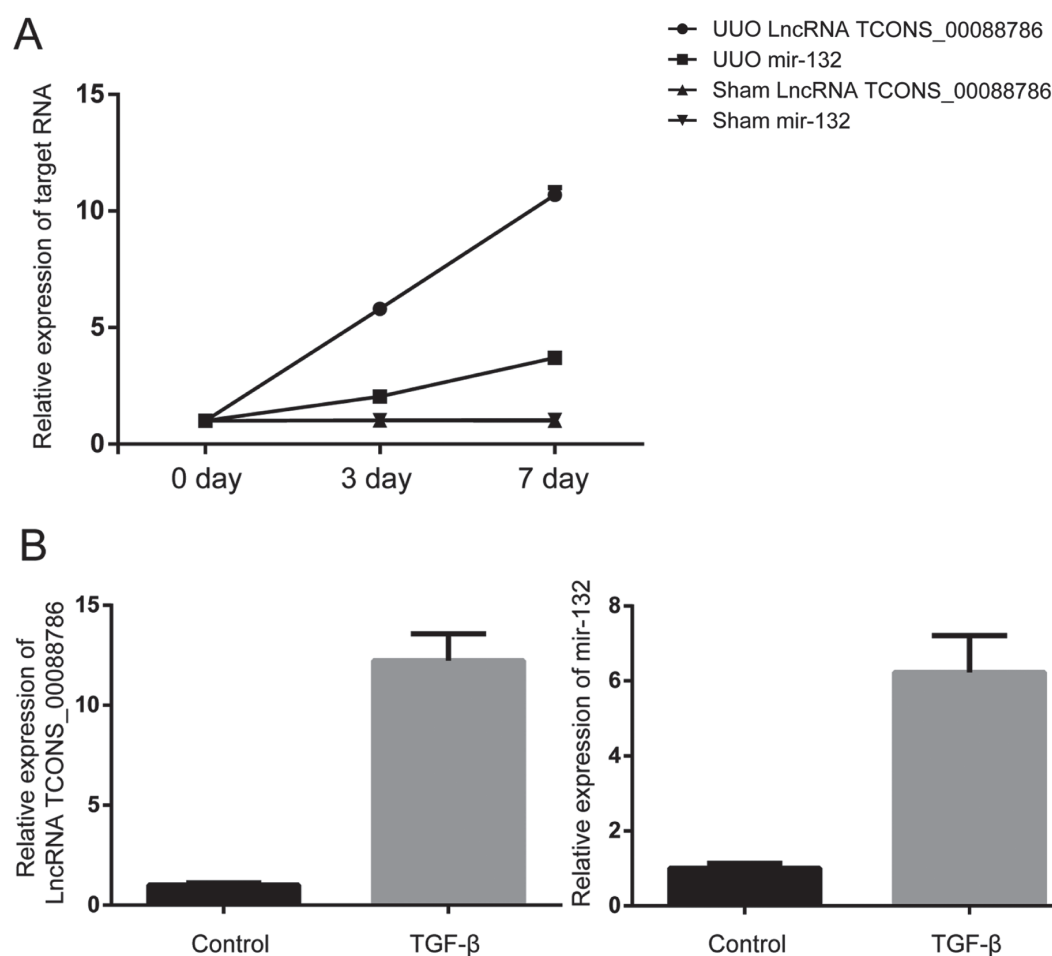 A
UUO LncRNA TCONS_00088786
UUO mir-132
Sham LncRNA TCONS_00088786
Sham mir-132
Relative expression of target RNA
15
10
5
0
0 day
3 day
7 day
B
Relative expression of
LncRNA TCONS_00088786
15
10
5
0
Control
TGF-β
Relative expression of mir-132
8
6
4
2
0
Control
TGF-β